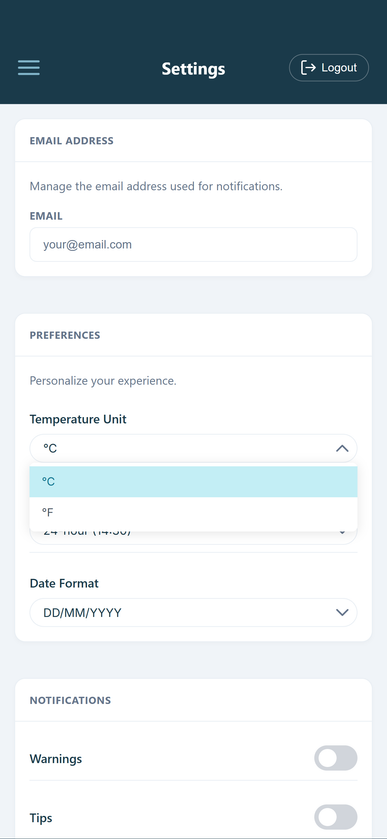 Settings
Logout
EMAIL ADDRESS
Manage the email address used for notifications.
EMAIL
your@email.com
PREFERENCES
Personalize your experience.
Temperature Unit
°C
°C
°F
24-hour (14:30)
Date Format
DD/MM/YYYY
NOTIFICATIONS
Warnings
Tips